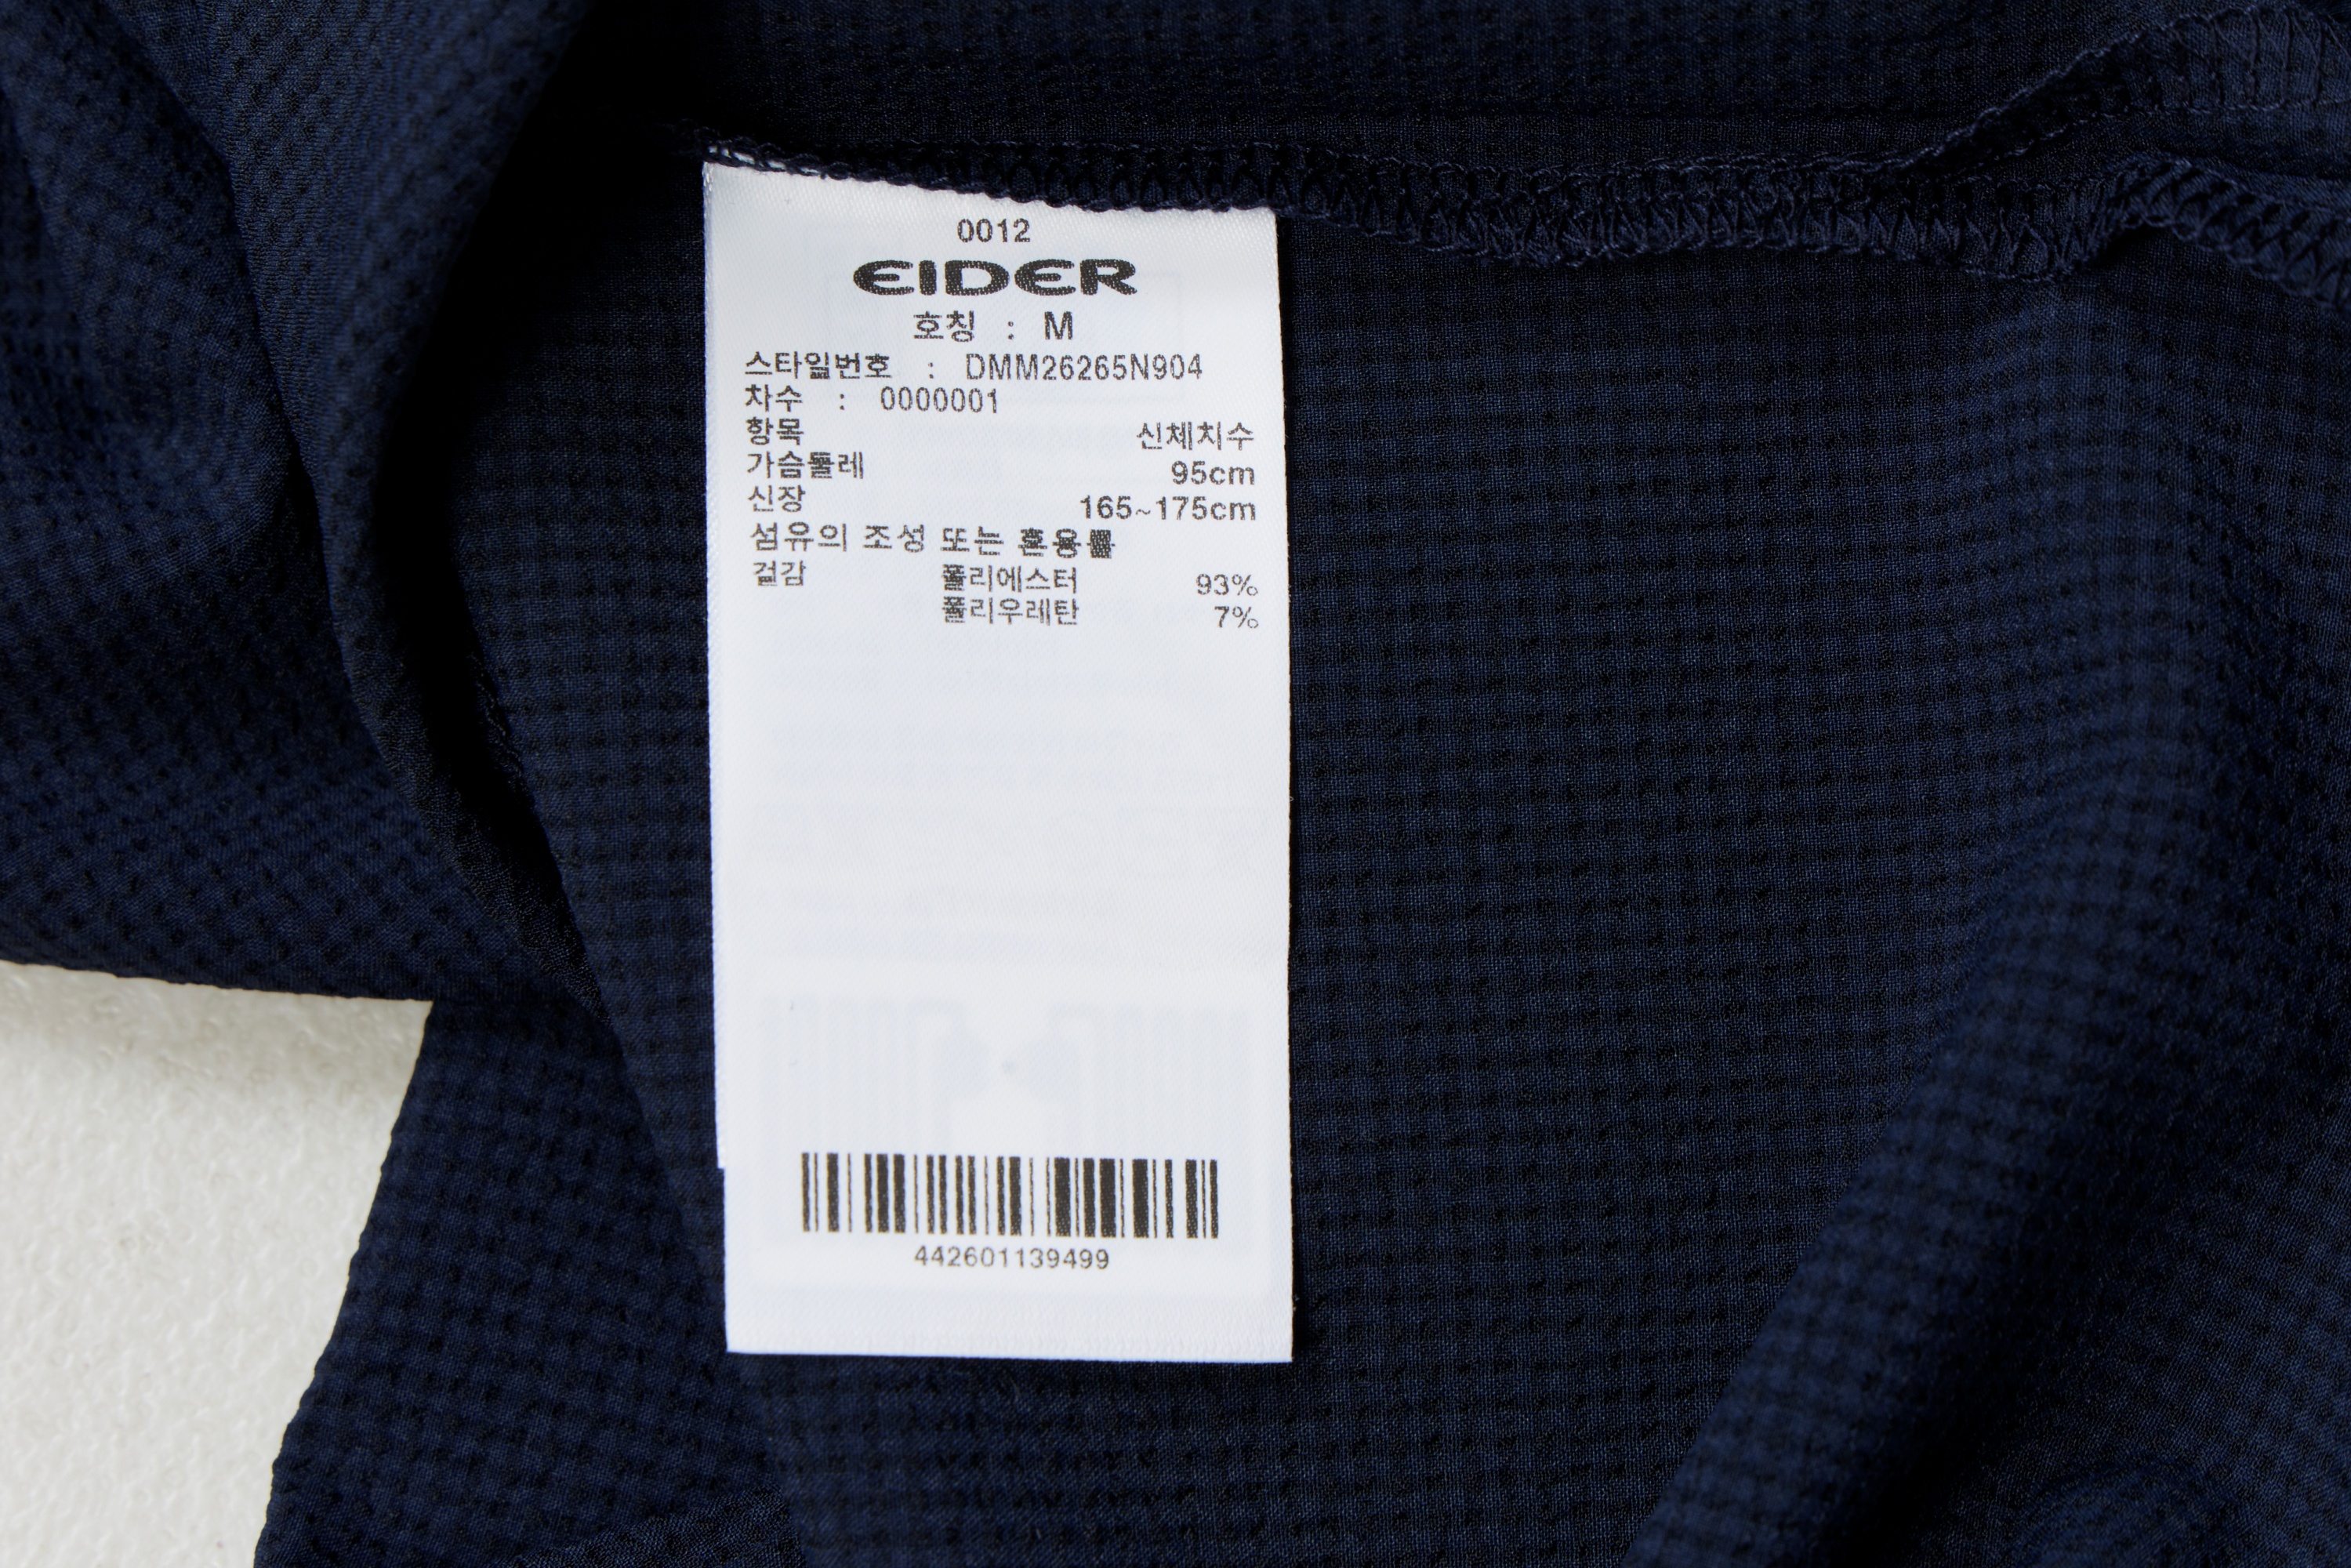 0012
EIDER
호칭 : M
스타일번호 : DMM26265N904
차수 : 0000001
항목 신체치수
가슴둘레 95cm
신장 165~175cm
섬유의 조성 또는 혼용률
겉감 폴리에스터 93%
폴리우레탄 7%
442601139499